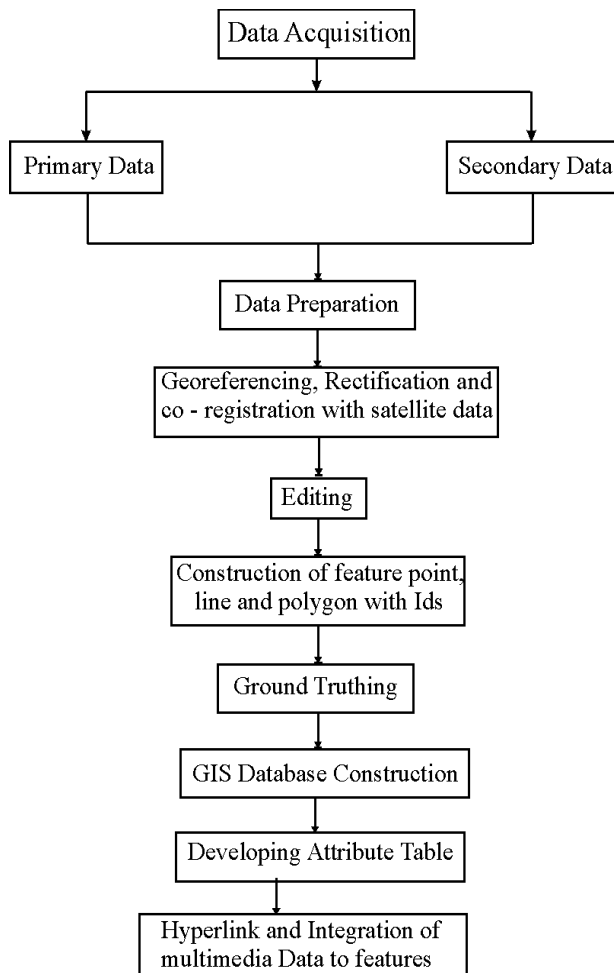 Data Acquisition
Primary Data
Secondary Data
Data Preparation
Georeferencing, Rectification and
co - registration with satellite data
Editing
Construction of feature point,
line and polygon with Ids
Ground Truthing
GIS Database Construction
Developing Attribute Table
Hyperlink and Integration of
multimedia Data to features